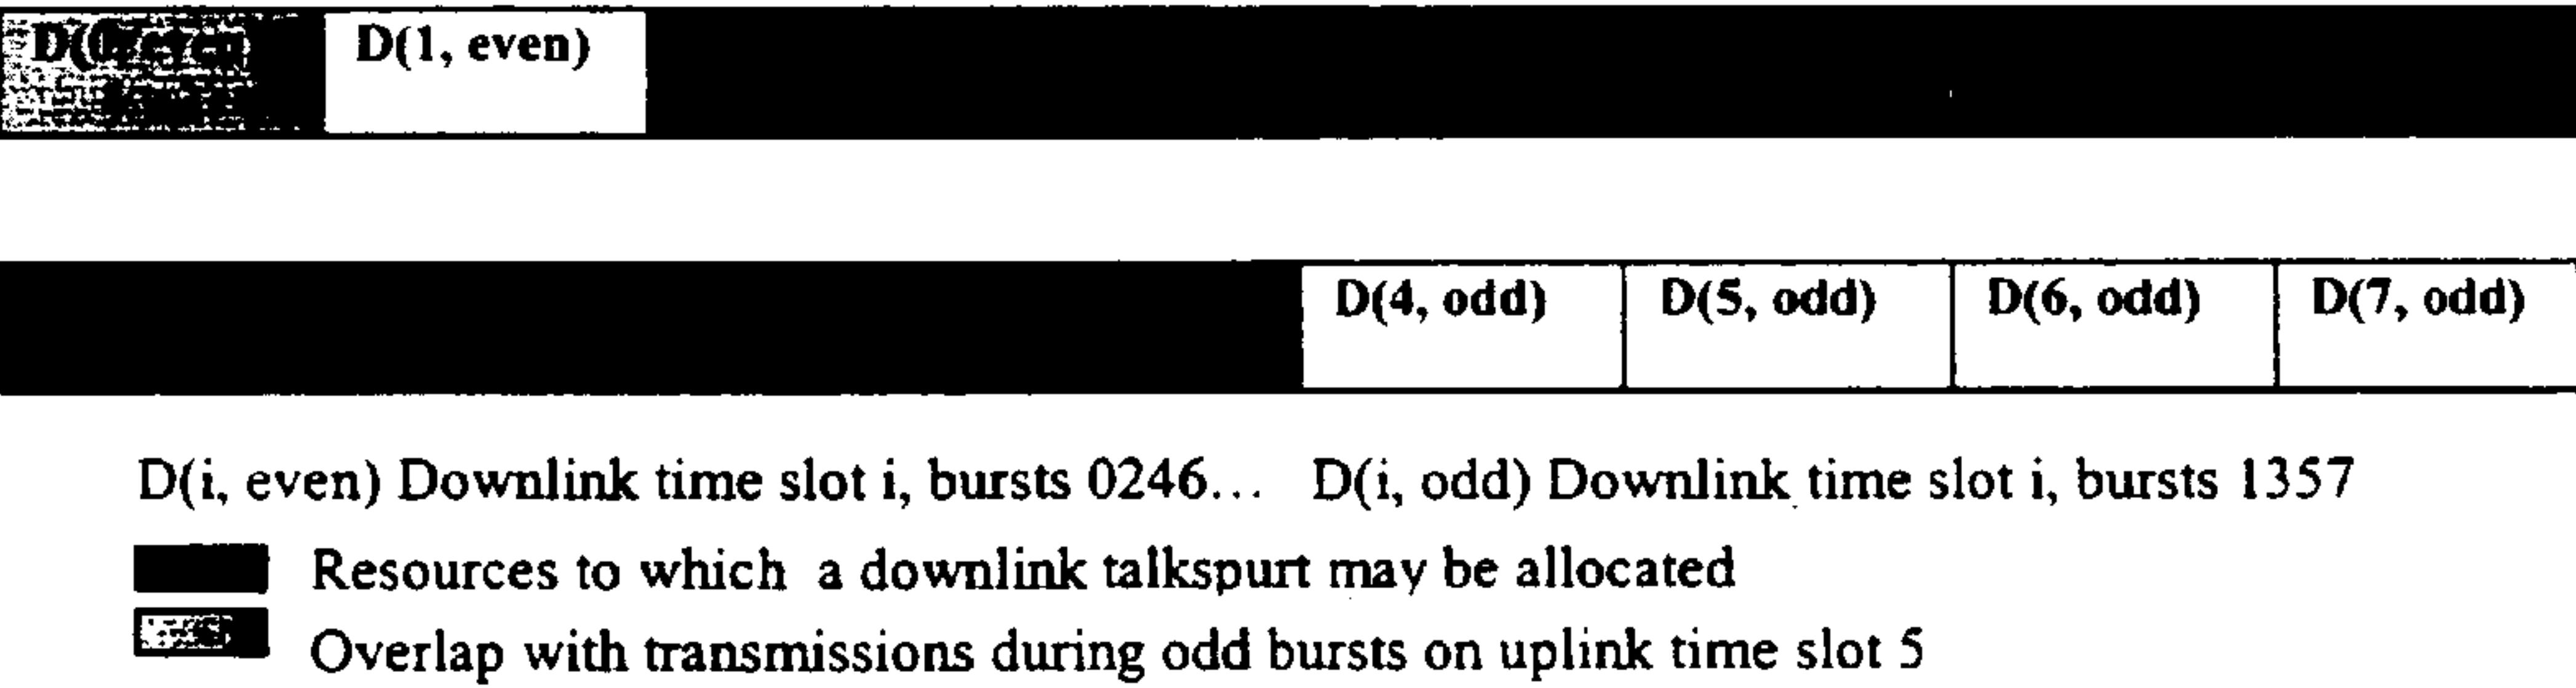 D(1, even)
D(4, odd) D(5, odd) D(6, odd) D(7, odd)
D(i, even) Downlink time slot i, bursts 0246... D(i, odd) Downlink time slot i, bursts 1357
Resources to which a downlink talkspurt may be allocated
Overlap with transmissions during odd bursts on uplink time slot 5